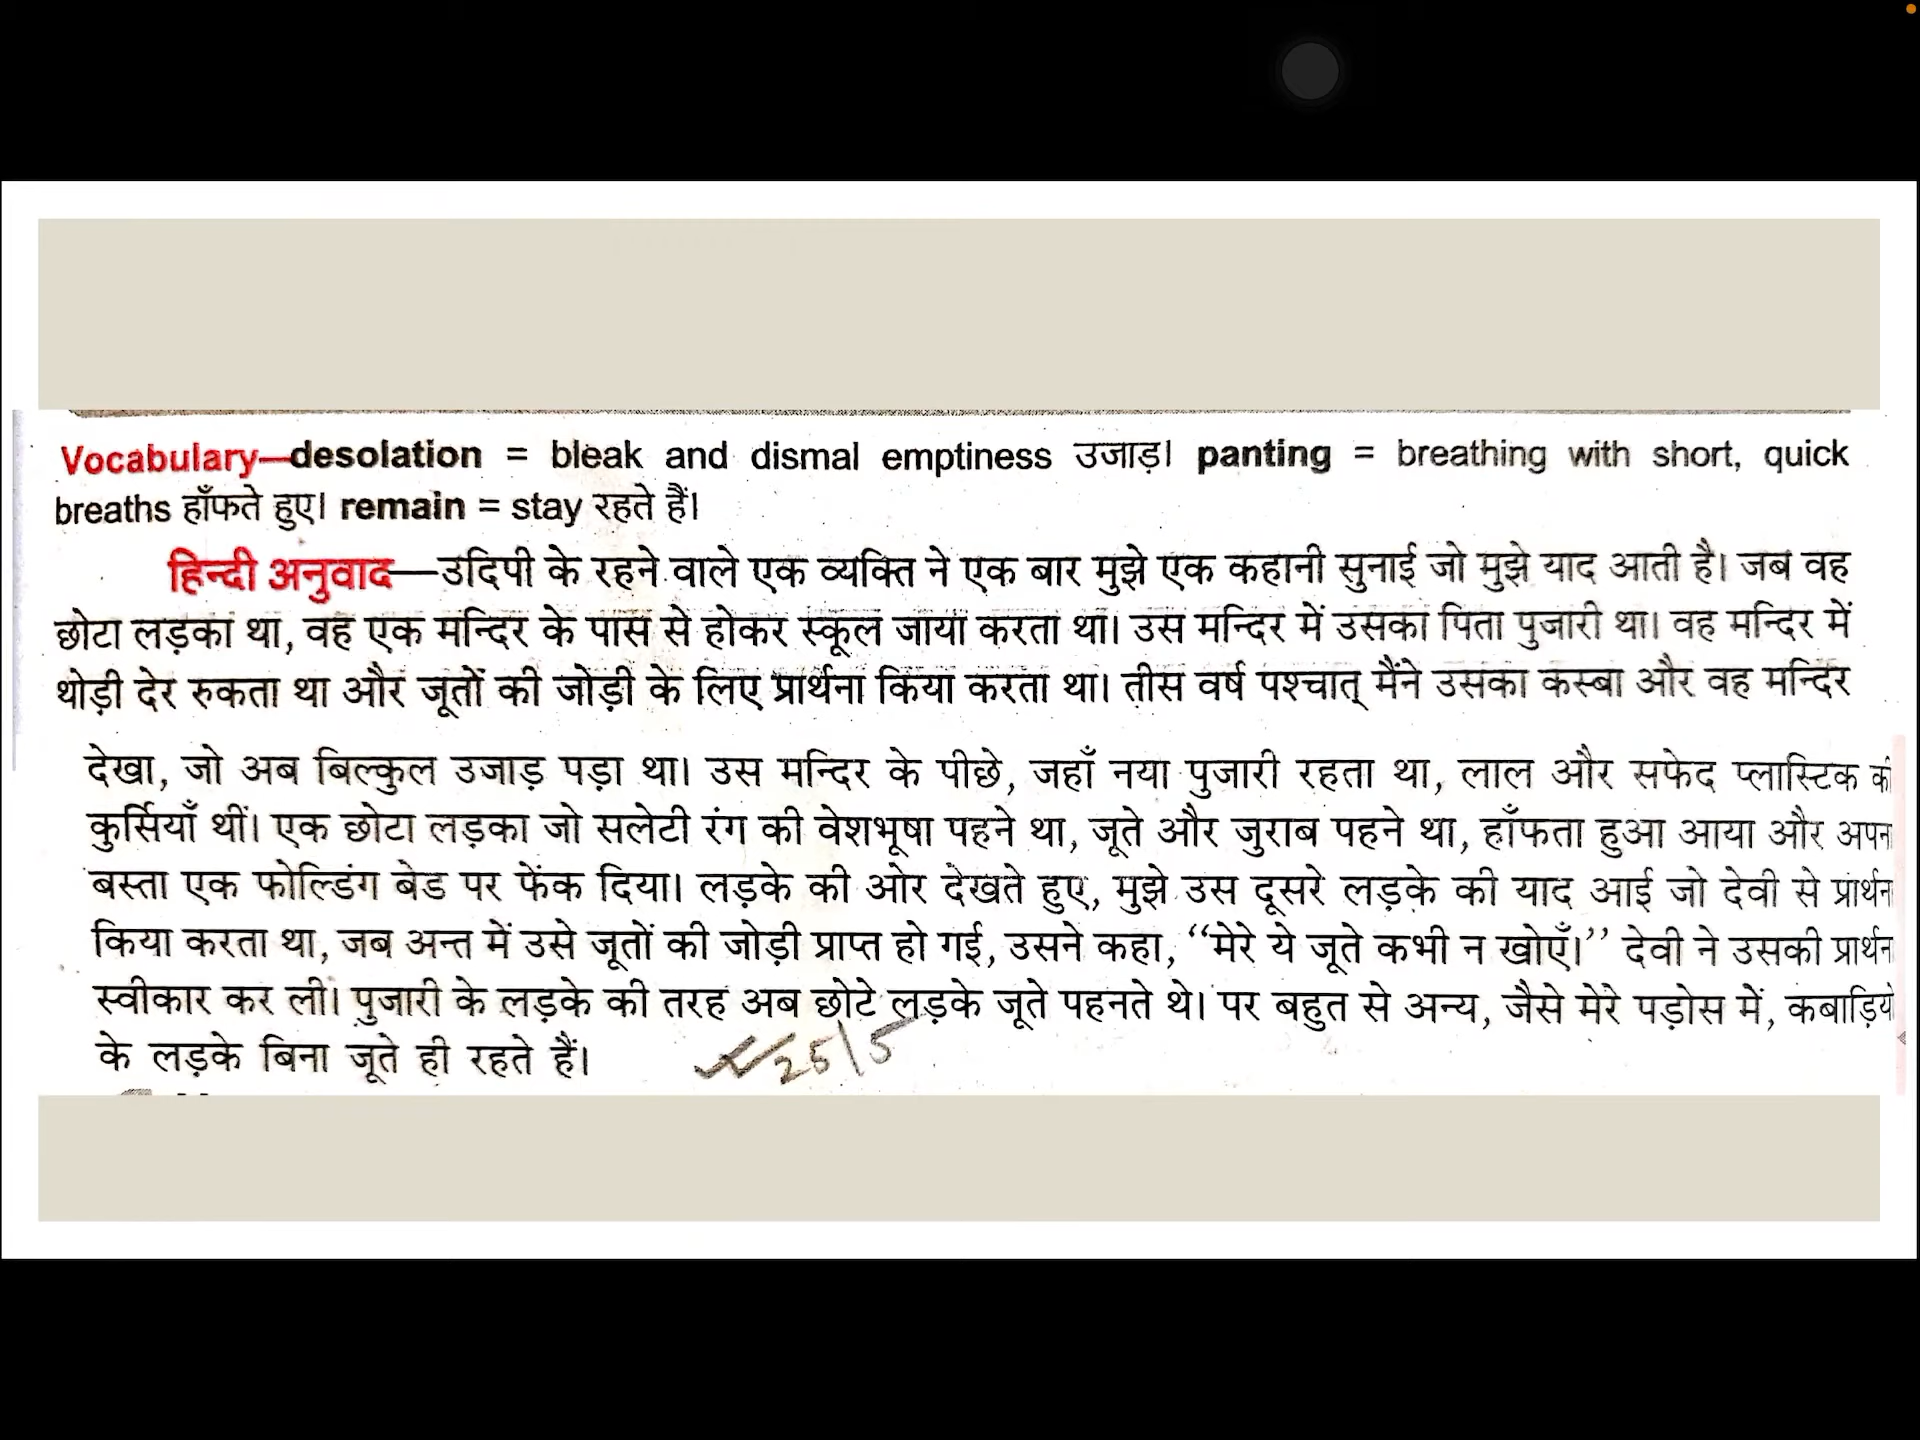 Vocabulary—desolation = bleak and dismal emptiness उजाड़। panting = breathing with short, quick
breaths हाँफते हुए। remain = stay रहते हैं।
हिन्दी अनुवाद—उदिपी के रहने वाले एक व्यक्ति ने एक बार मुझे एक कहानी सुनाई जो मुझे याद आती है। जब वह
छोटा लड़का था, वह एक मन्दिर के पास से होकर स्कूल जाया करता था। उस मन्दिर में उसका पिता पुजारी था। वह मन्दिर में
थोड़ी देर रुकता था और जूतों की जोड़ी के लिए प्रार्थना किया करता था। तीस वर्ष पश्चात् मैंने उसका कस्बा और वह मन्दिर
देखा, जो अब बिल्कुल उजाड़ पड़ा था। उस मन्दिर के पीछे, जहाँ नया पुजारी रहता था, लाल और सफेद प्लास्टिक की
कुर्सियाँ थीं। एक छोटा लड़का जो सलेटी रंग की वेशभूषा पहने था, जूते और जुराब पहने था, हाँफता हुआ आया और अपन
बस्ता एक फोल्डिंग बेड पर फेंक दिया। लड़के की ओर देखते हुए, मुझे उस दूसरे लड़के की याद आई जो देवी से प्रार्थन
किया करता था, जब अन्त में उसे जूतों की जोड़ी प्राप्त हो गई, उसने कहा, ‘‘मेरे ये जूते कभी न खोएँ।’’ देवी ने उसकी प्रार्थन
स्वीकार कर ली। पुजारी के लड़के की तरह अब छोटे लड़के जूते पहनते थे। पर बहुत से अन्य, जैसे मेरे पड़ोस में, कबाड़ियो
के लड़के बिना जूते ही रहते हैं। 25\5